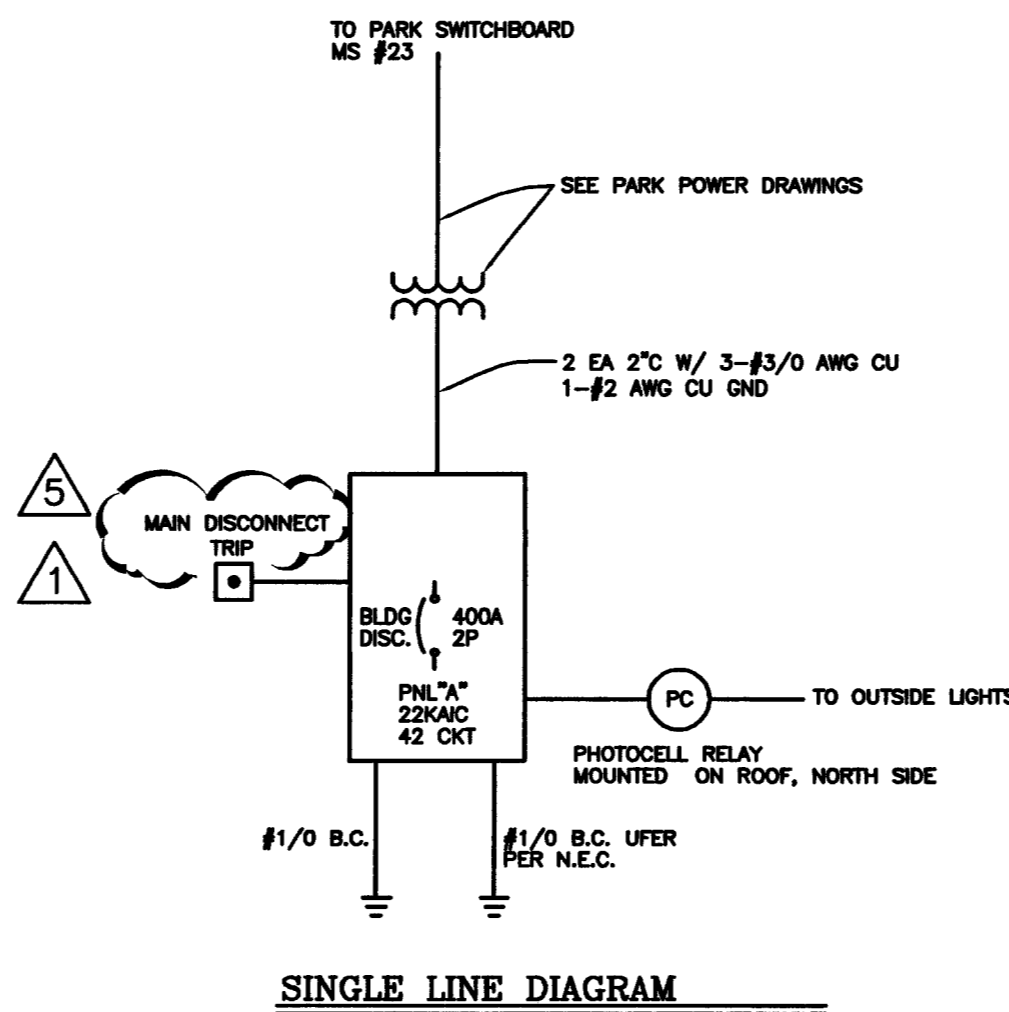 TO PARK SWITCHBOARD
MS #23
SEE PARK POWER DRAWINGS
2 EA 2"C W/ 3-#3/0 AWG CU
1-#2 AWG CU GND
5
MAIN DISCONNECT
TRIP
1
BLDG
DISC.
400A
2P
PNL"A"
22KAIC
42 CKT
PC
TO OUTSIDE LIGHTS
PHOTOCELL RELAY
MOUNTED ON ROOF, NORTH SIDE
#1/0 B.C.
#1/0 B.C. UFER
PER N.E.C.
SINGLE LINE DIAGRAM